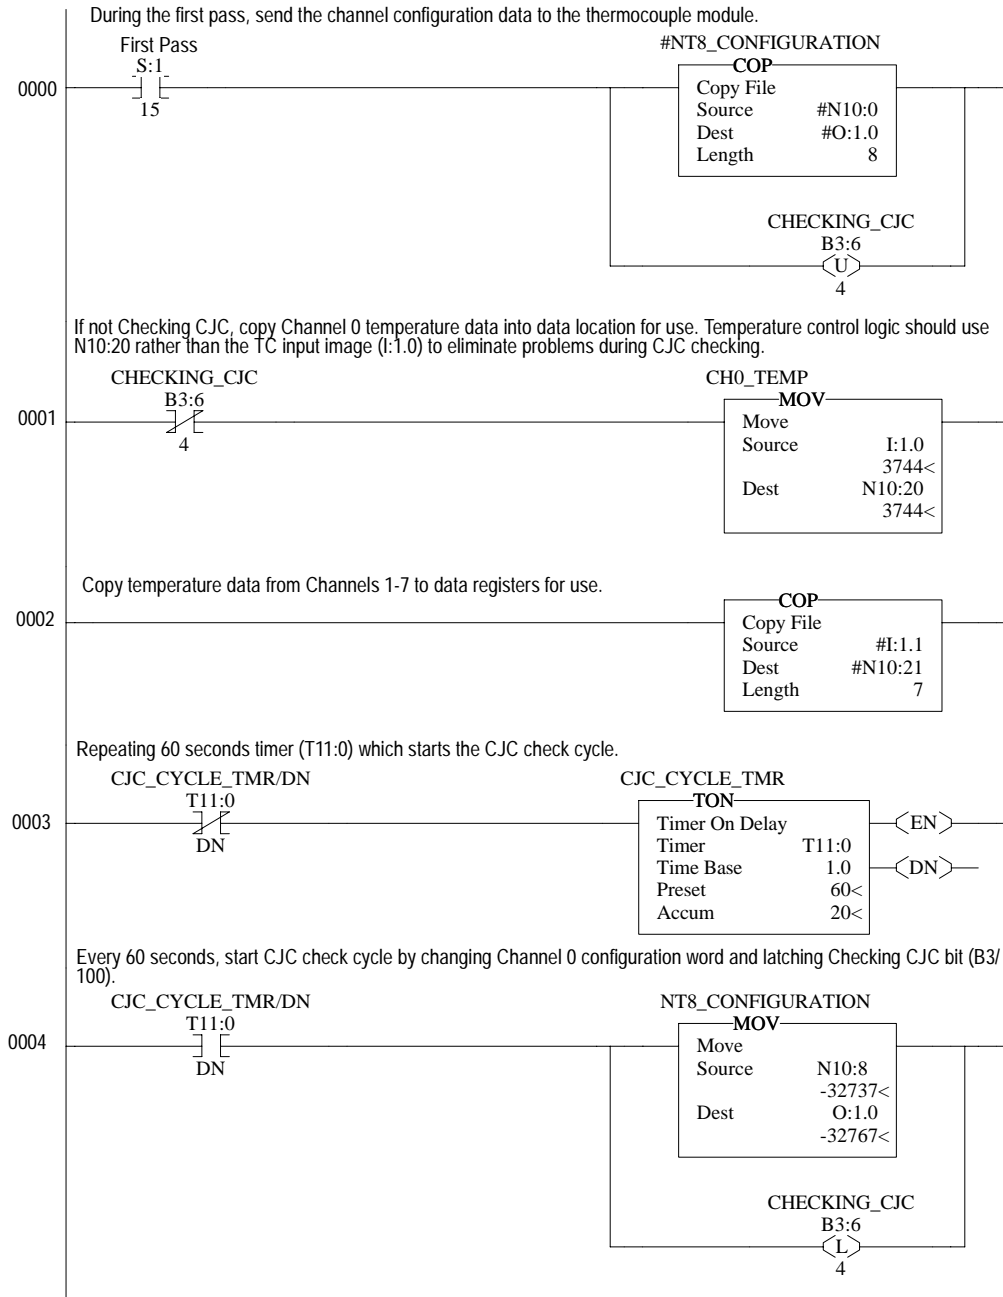 During the first pass, send the channel configuration data to the thermocouple module.
First Pass
S:1
15
0000
#NT8_CONFIGURATION
COP
Copy File
Source #N10:0
Dest #O:1.0
Length 8
CHECKING_CJC
B3:6
U
4
If not Checking CJC, copy Channel 0 temperature data into data location for use. Temperature control logic should use
N10:20 rather than the TC input image (I:1.0) to eliminate problems during CJC checking.
CHECKING_CJC
B3:6
4
0001
CH0_TEMP
MOV
Move
Source I:1.0
3744<
Dest N10:20
3744<
Copy temperature data from Channels 1-7 to data registers for use.
0002
COP
Copy File
Source #I:1.1
Dest #N10:21
Length 7
Repeating 60 seconds timer (T11:0) which starts the CJC check cycle.
CJC_CYCLE_TMR/DN
T11:0
DN
0003
CJC_CYCLE_TMR
TON
Timer On Delay
Timer T11:0
Time Base 1.0
Preset 60<
Accum 20<
EN
DN
Every 60 seconds, start CJC check cycle by changing Channel 0 configuration word and latching Checking CJC bit (B3/
100).
CJC_CYCLE_TMR/DN
T11:0
DN
0004
NT8_CONFIGURATION
MOV
Move
Source N10:8
-32737<
Dest O:1.0
-32767<
CHECKING_CJC
B3:6
L
4